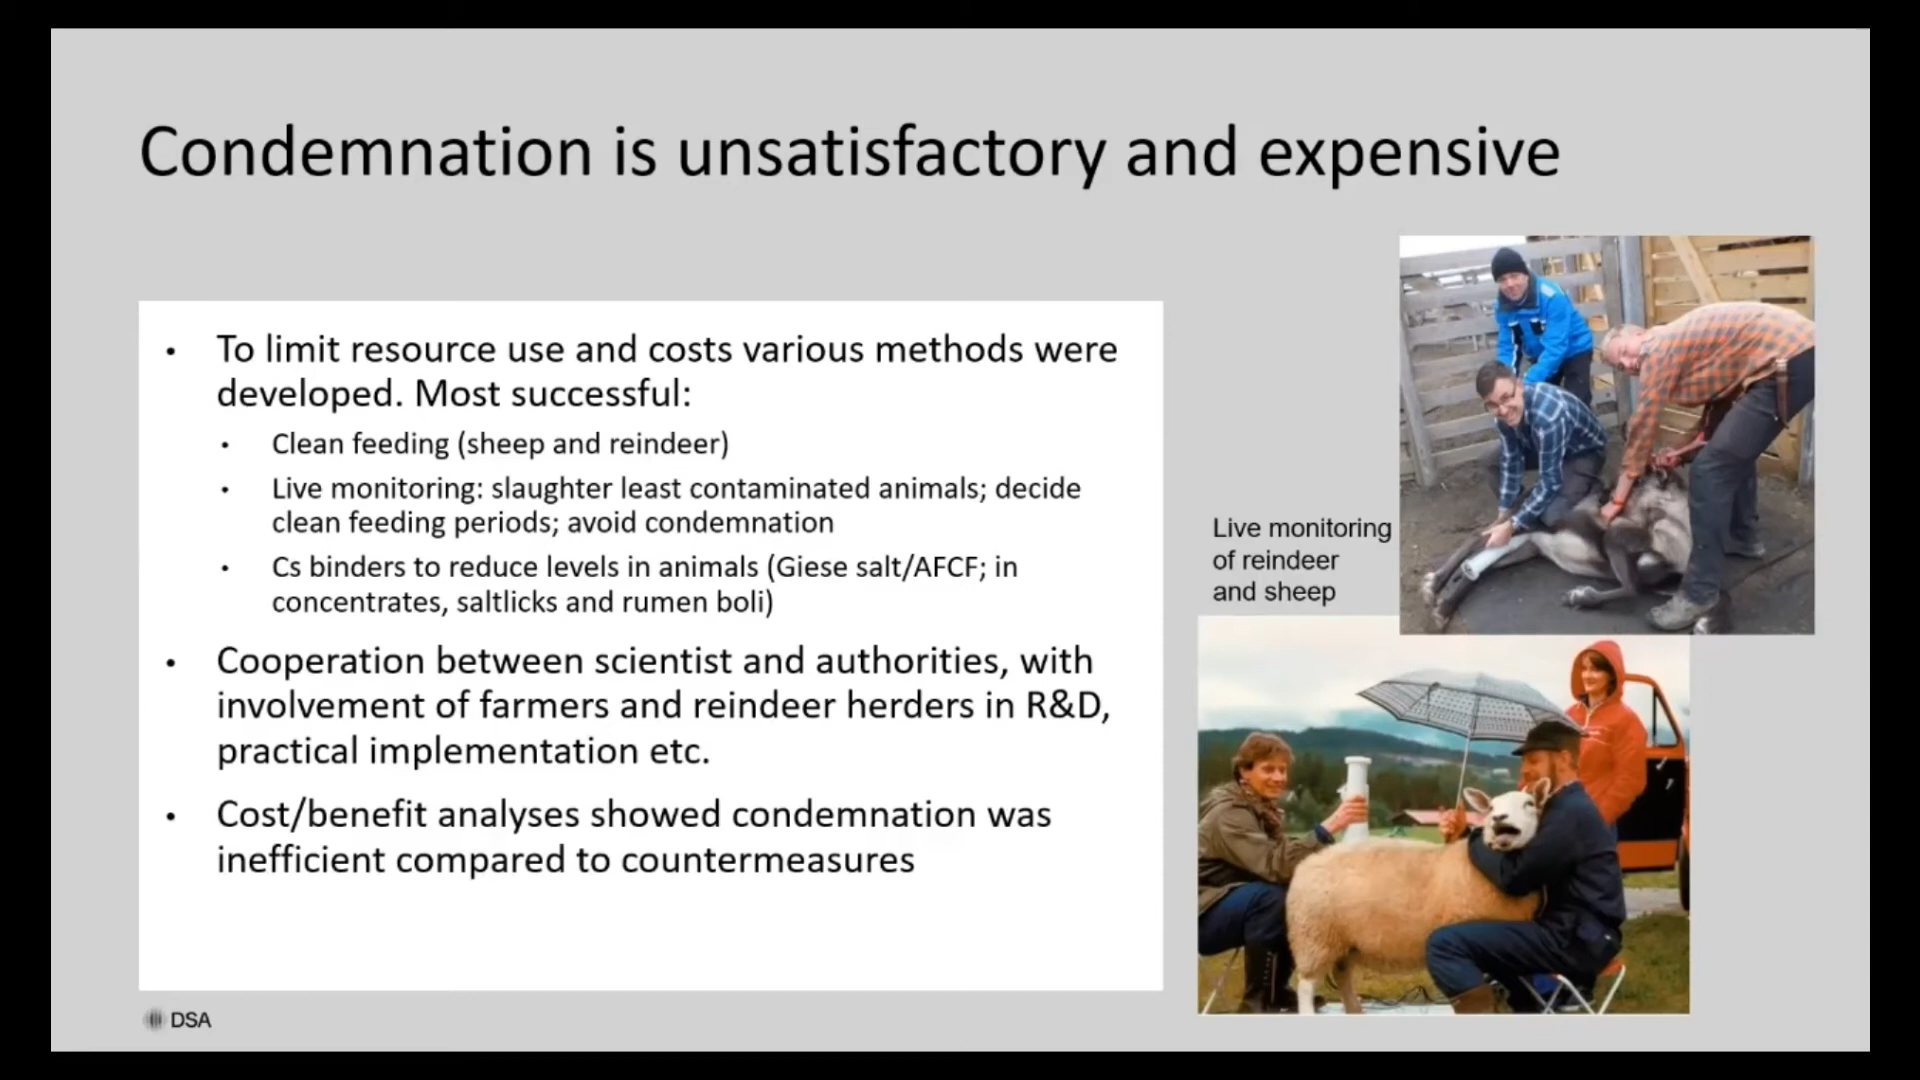 Condemnation is unsatisfactory and expensive
• To limit resource use and costs various methods were
developed. Most successful:
• Clean feeding (sheep and reindeer)
• Live monitoring: slaughter least contaminated animals; decide
clean feeding periods; avoid condemnation
• Cs binders to reduce levels in animals (Giese salt/AFCF; in
concentrates, saltlicks and rumen boli)
• Cooperation between scientist and authorities, with
involvement of farmers and reindeer herders in R&D,
practical implementation etc.
• Cost/benefit analyses showed condemnation was
inefficient compared to countermeasures
Live monitoring
of reindeer
and sheep
DSA